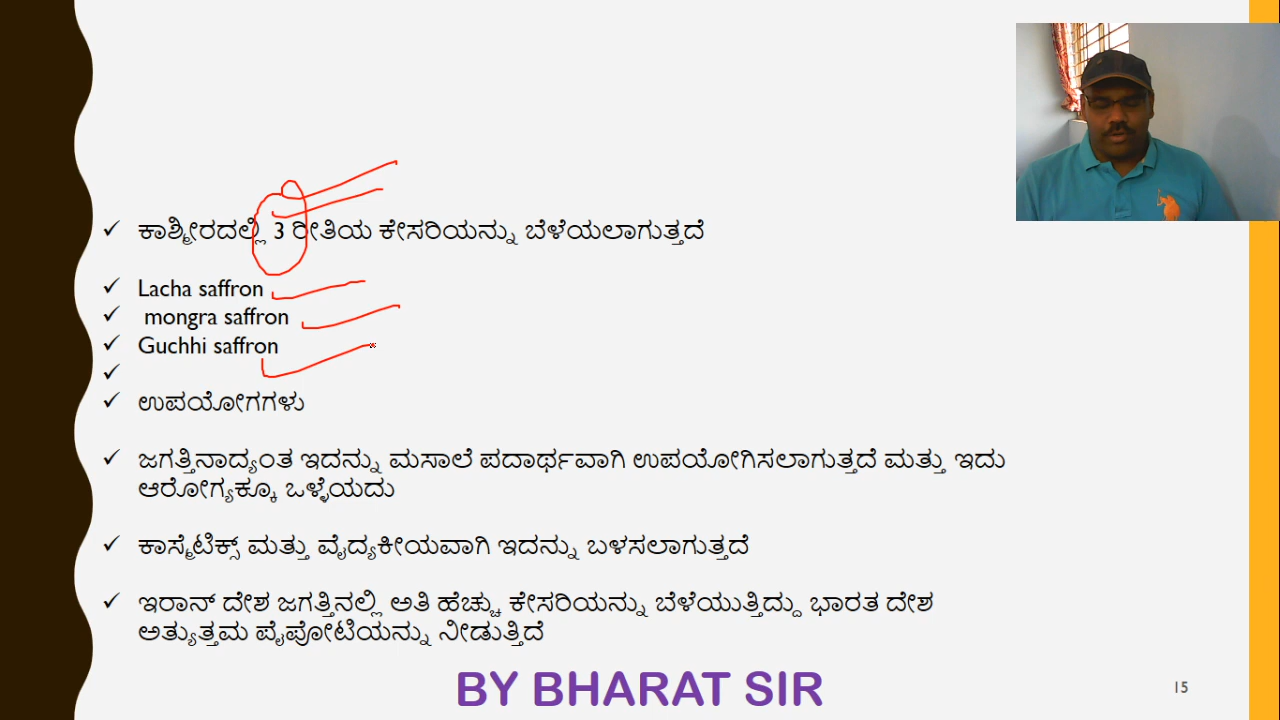 ಕಾಶ್ಮೀರದಲ್ಲಿ 3 ರೀತಿಯ ಕೇಸರಿಯನ್ನು ಬೆಳೆಯಲಾಗುತ್ತದೆ
Lacha saffron
mongra saffron
Guchhi saffron
ಉಪಯೋಗಗಳು
ಜಗತ್ತಿನಾದ್ಯಂತ ಇದನ್ನು ಮಸಾಲೆ ಪದಾರ್ಥವಾಗಿ ಉಪಯೋಗಿಸಲಾಗುತ್ತದೆ ಮತ್ತು ಇದು
ಆರೋಗ್ಯಕ್ಕೂ ಒಳ್ಳೆಯದು
ಕಾಸ್ಮೆಟಿಕ್ಸ್ ಮತ್ತು ವೈದ್ಯಕೀಯವಾಗಿ ಇದನ್ನು ಬಳಸಲಾಗುತ್ತದೆ
ಇರಾನ್ ದೇಶ ಜಗತ್ತಿನಲ್ಲಿ ಅತಿ ಹೆಚ್ಚು ಕೇಸರಿಯನ್ನು ಬೆಳೆಯುತ್ತಿದ್ದು ಭಾರತ ದೇಶ
ಅತ್ಯುತ್ತಮ ಪೈಪೋಟಿಯನ್ನು ನೀಡುತ್ತಿದೆ
BY BHARAT SIR
15